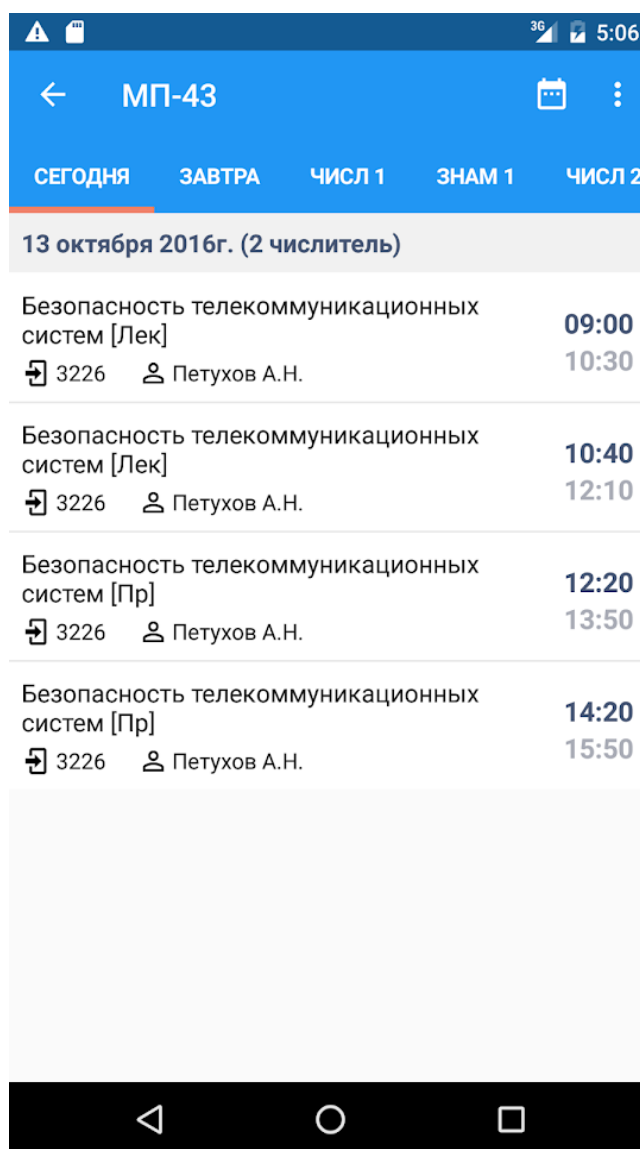 3G 5:06
МП-43
СЕГОДНЯ ЗАВТРА ЧИСЛ 1 ЗНАМ 1 ЧИСЛ 2
13 октября 2016г. (2 числитель)
Безопасность телекоммуникационных
систем [Лек]
09:00
10:30
3226 Петухов А.Н.
Безопасность телекоммуникационных
систем [Лек]
10:40
12:10
3226 Петухов А.Н.
Безопасность телекоммуникационных
систем [Пр]
12:20
13:50
3226 Петухов А.Н.
Безопасность телекоммуникационных
систем [Пр]
14:20
15:50
3226 Петухов А.Н.